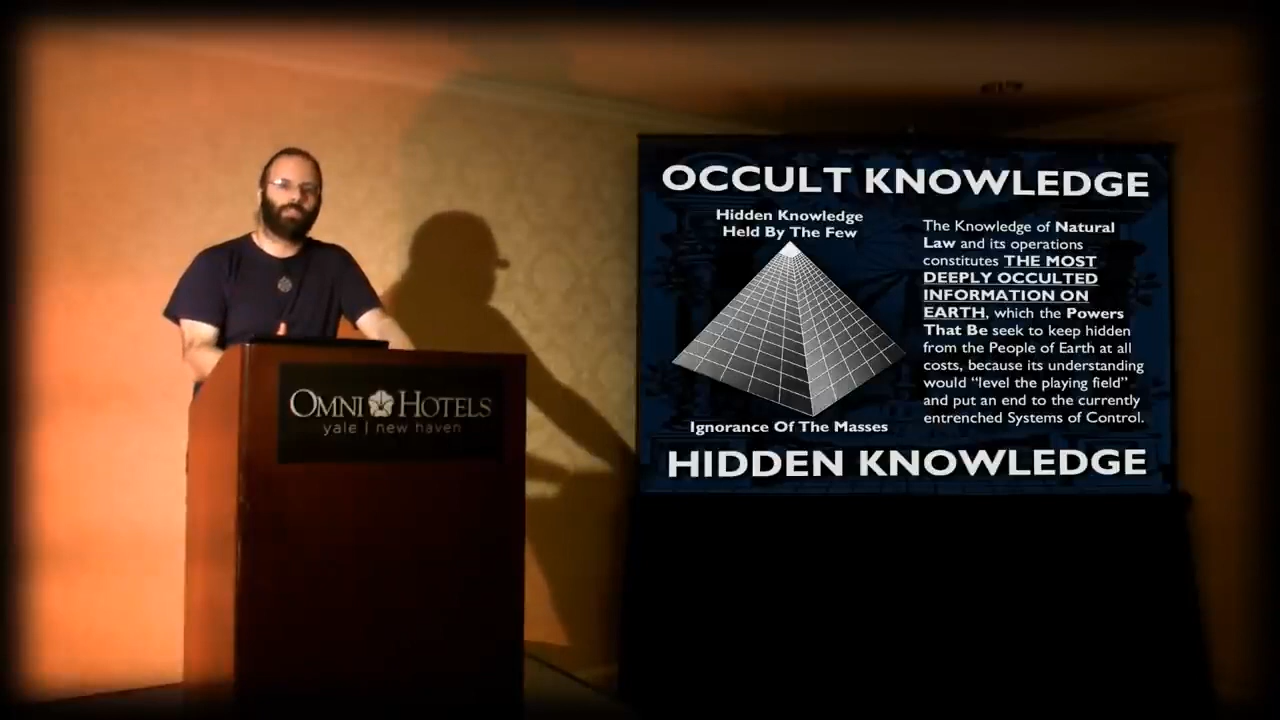 OMNI HOTELS
yale | new haven
OCCULT KNOWLEDGE
Hidden Knowledge
Held By The Few
Ignorance Of The Masses
The Knowledge of Natural
Law and its operations
constitutes THE MOST
DEEPLY OCCULTED
INFORMATION ON
EARTH, which the Powers
That Be seek to keep hidden
from the People of Earth at all
costs, because its understanding
would “level the playing field”
and put an end to the currently
entrenched Systems of Control.
HIDDEN KNOWLEDGE